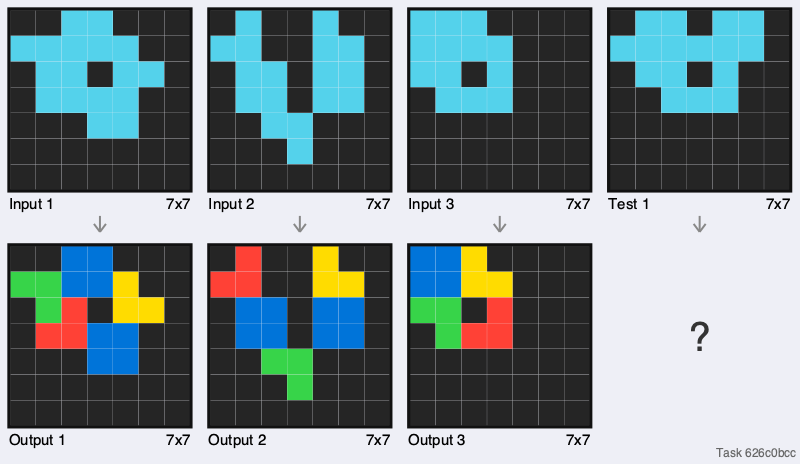 Input 1 7x7 Input 2 7x7 Input 3 7x7 Test 1 7x7
?
Output 1 7x7 Output 2 7x7 Output 3 7x7
Task 626c0bcc